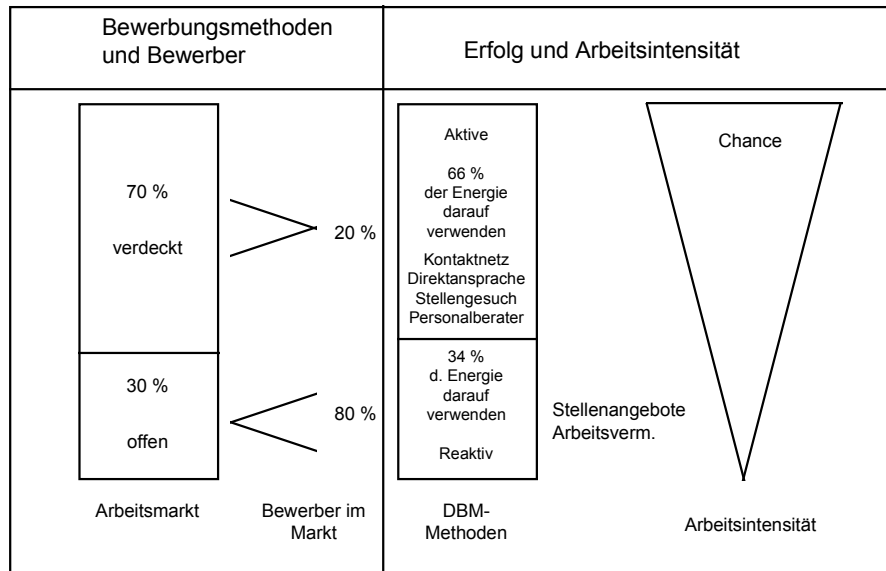 Bewerbungsmethoden
und Bewerber
Erfolg und Arbeitsintensität
70 %
verdeckt
20 %
30 %
offen
80 %
Arbeitsmarkt
Bewerber im
Markt
Aktive
66 %
der Energie
darauf
verwenden
Kontaktnetz
Direktansprache
Stellengesuch
Personalberater
34 %
d. Energie
darauf
verwenden
Reaktiv
DBM-
Methoden
Stellenangebote
Arbeitsverm.
Chance
Arbeitsintensität